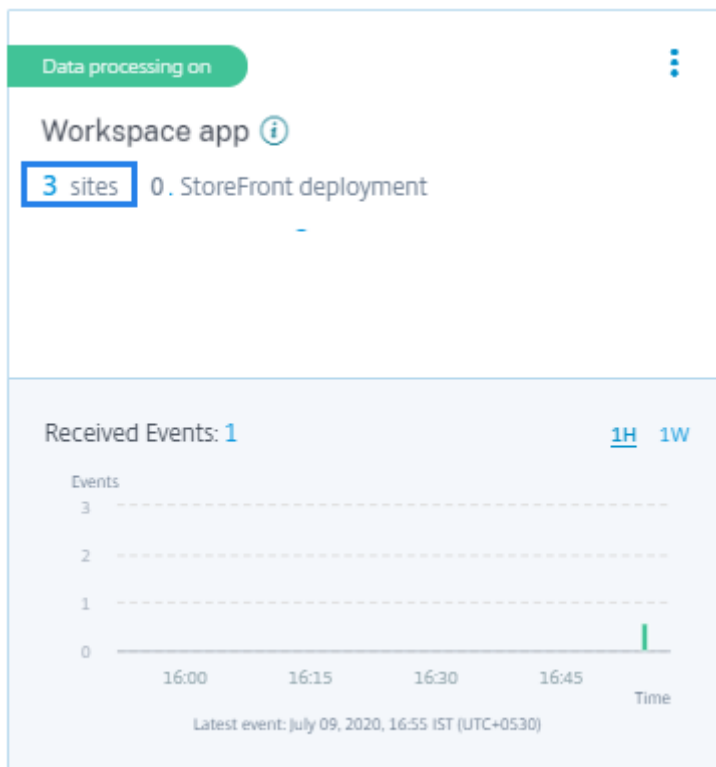 Data processing on
Workspace app i
3 sites 0. StoreFront deployment
Received Events: 1 1H 1W
Events
3
2
1
0
16:00 16:15 16:30 16:45
Time
Latest event: July 09, 2020, 16:55 IST (UTC+0530)